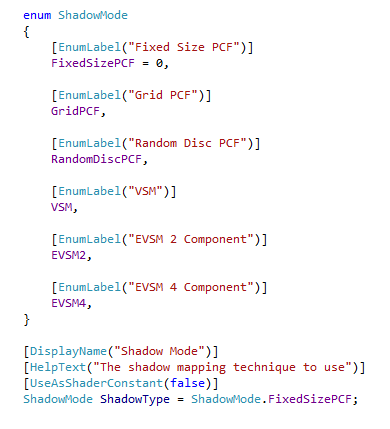 enum ShadowMode
{
[EnumLabel("Fixed Size PCF")]
FixedSizePCF = 0,
[EnumLabel("Grid PCF")]
GridPCF,
[EnumLabel("Random Disc PCF")]
RandomDiscPCF,
[EnumLabel("VSM")]
VSM,
[EnumLabel("EVSM 2 Component")]
EVSM2,
[EnumLabel("EVSM 4 Component")]
EVSM4,
}
[DisplayName("Shadow Mode")]
[HelpText("The shadow mapping technique to use")]
[UseAsShaderConstant(false)]
ShadowMode ShadowType = ShadowMode.FixedSizePCF;